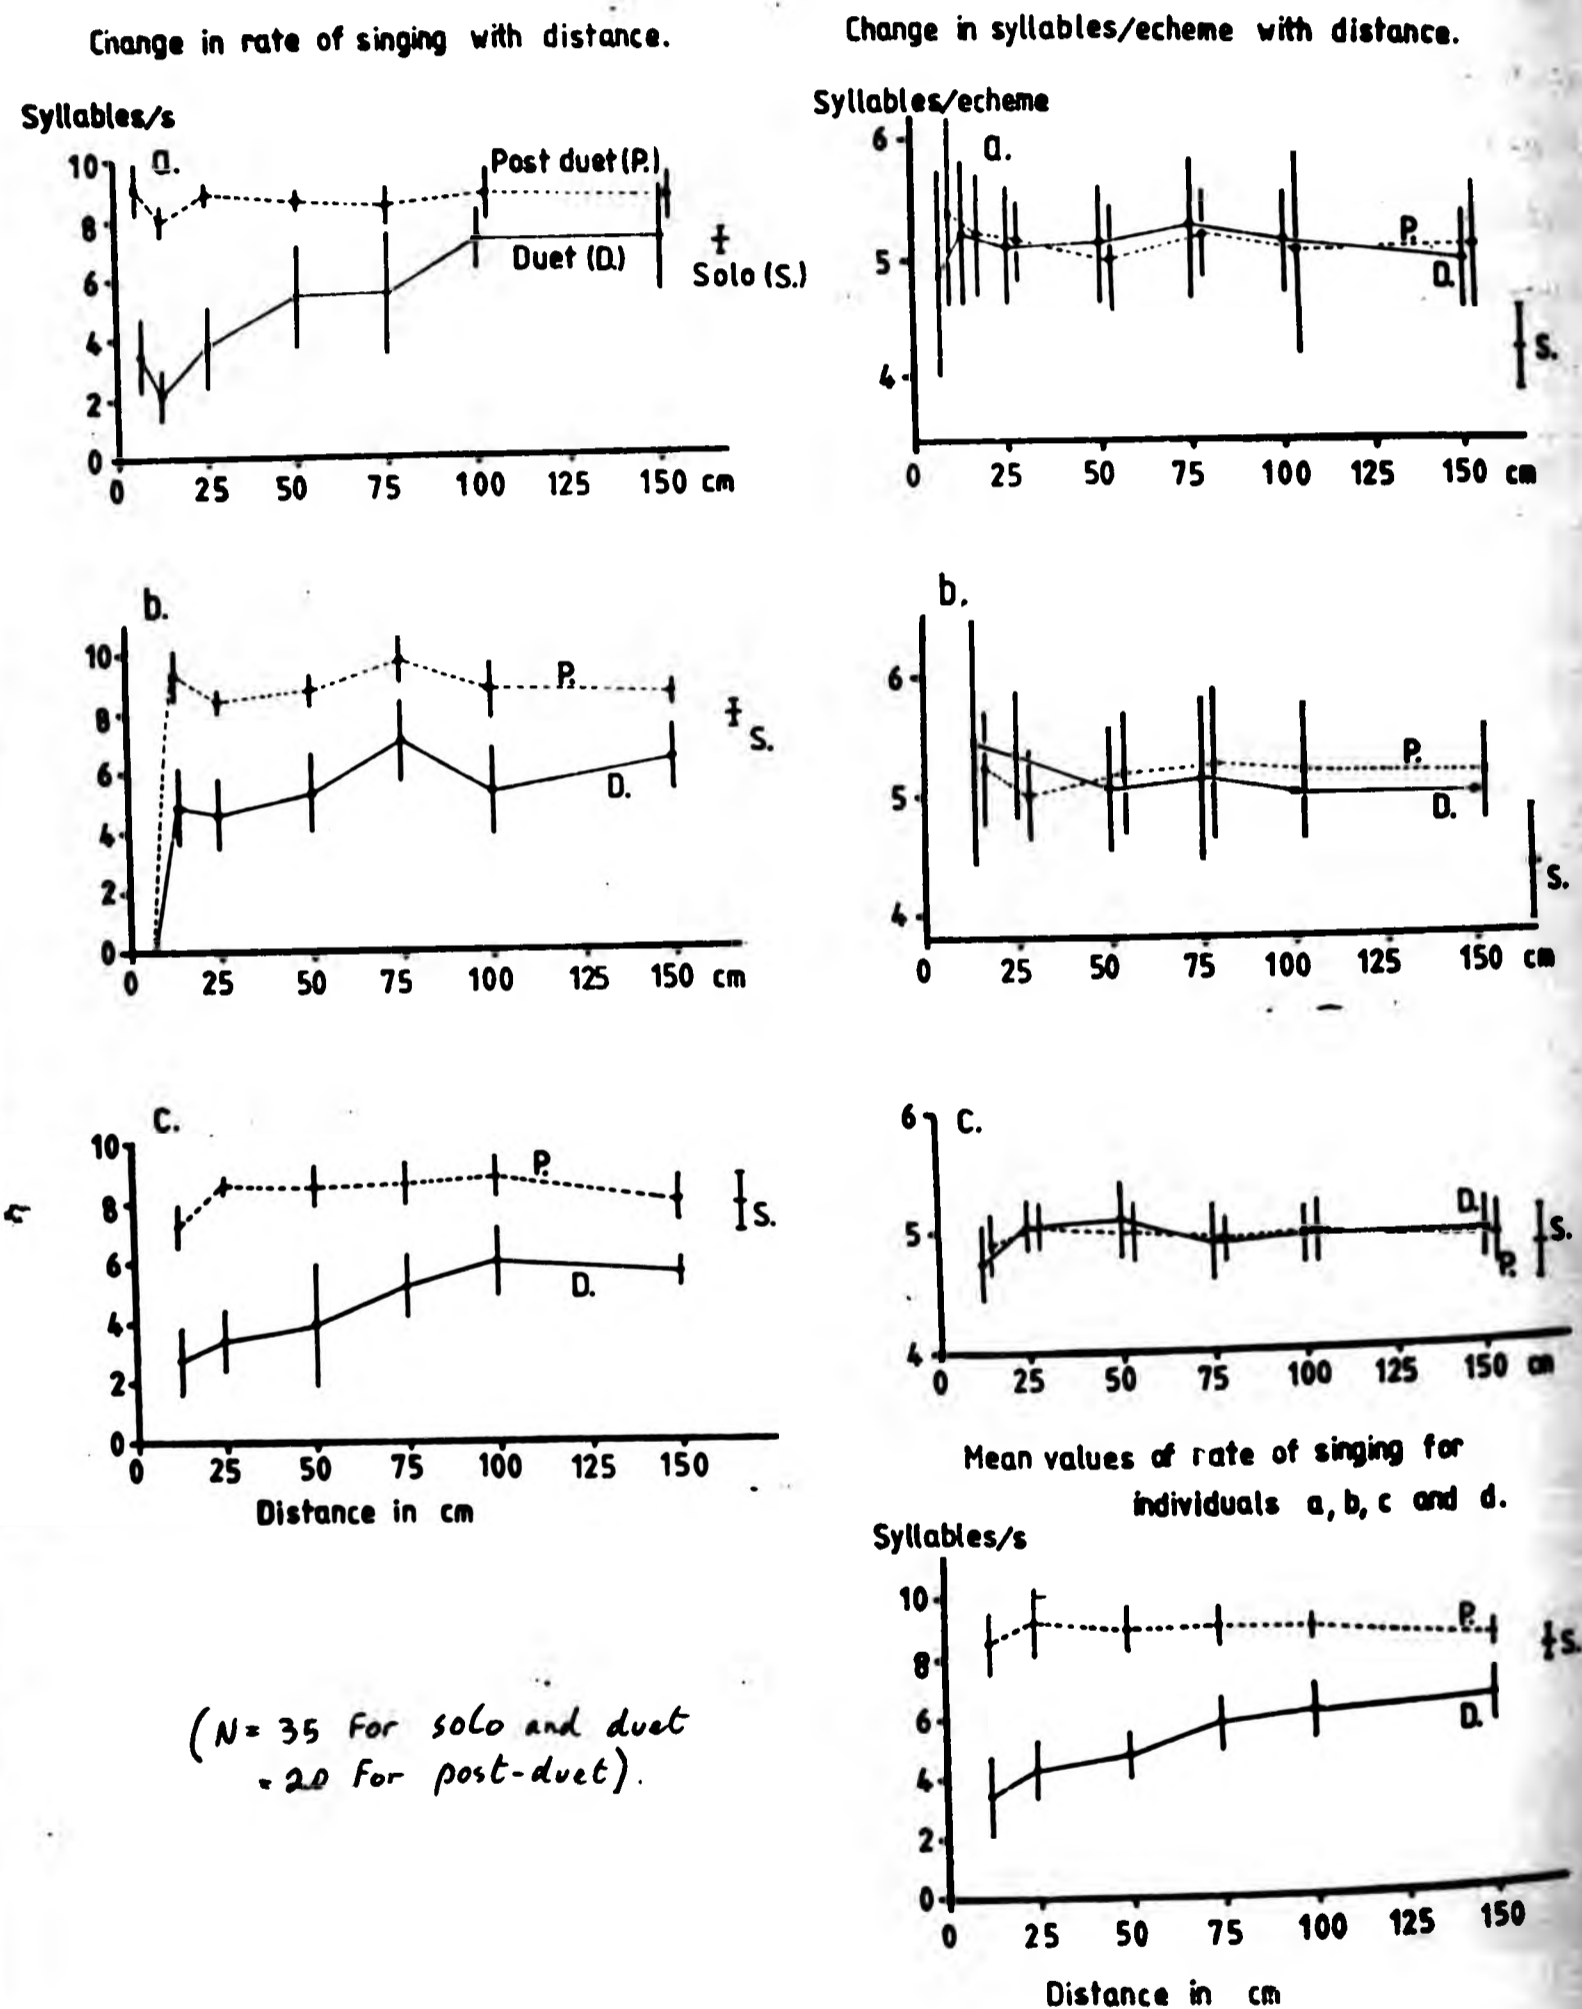 Change in rate of singing with distance.
Syllables/s
a.
10
8
6
4
2
0
Post duet (P.)
Duet (D.)
Solo (S.)
0 25 50 75 100 125 150 cm
b.
10
8
6
4
2
0
P.
D.
S.
0 25 50 75 100 125 150 cm
c.
10
8
6
4
2
0
P.
D.
S.
0 25 50 75 100 125 150
Distance in cm
(N = 35 for solo and duet
= 20 for post-duet).
Change in syllables/echeme with distance.
Syllables/echeme
a.
6
5
4
P.
D.
S.
0 25 50 75 100 125 150 cm
b.
6
5
4
P.
D.
S.
0 25 50 75 100 125 150 cm
c.
6
5
4
D.
P.
S.
0 25 50 75 100 125 150 cm
Mean values of rate of singing for
individuals a, b, c and d.
Syllables/s
10
8
6
4
2
0
P.
D.
S.
0 25 50 75 100 125 150
Distance in cm